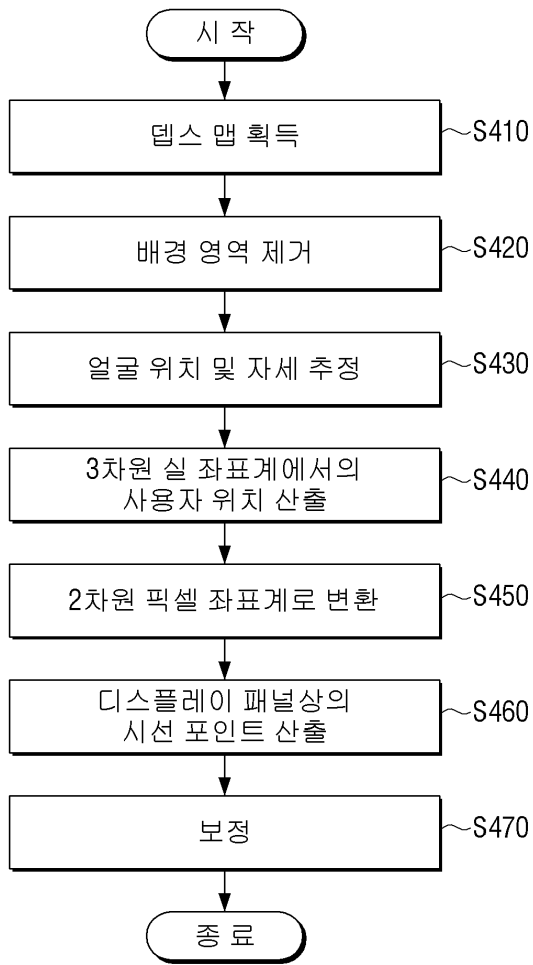 시 작
뎁스 맵 획득
S410
배경 영역 제거
S420
얼굴 위치 및 자세 추정
S430
3차원 실 좌표계에서의
사용자 위치 산출
S440
2차원 픽셀 좌표계로 변환
S450
디스플레이 패널상의
시선 포인트 산출
S460
보정
S470
종 료